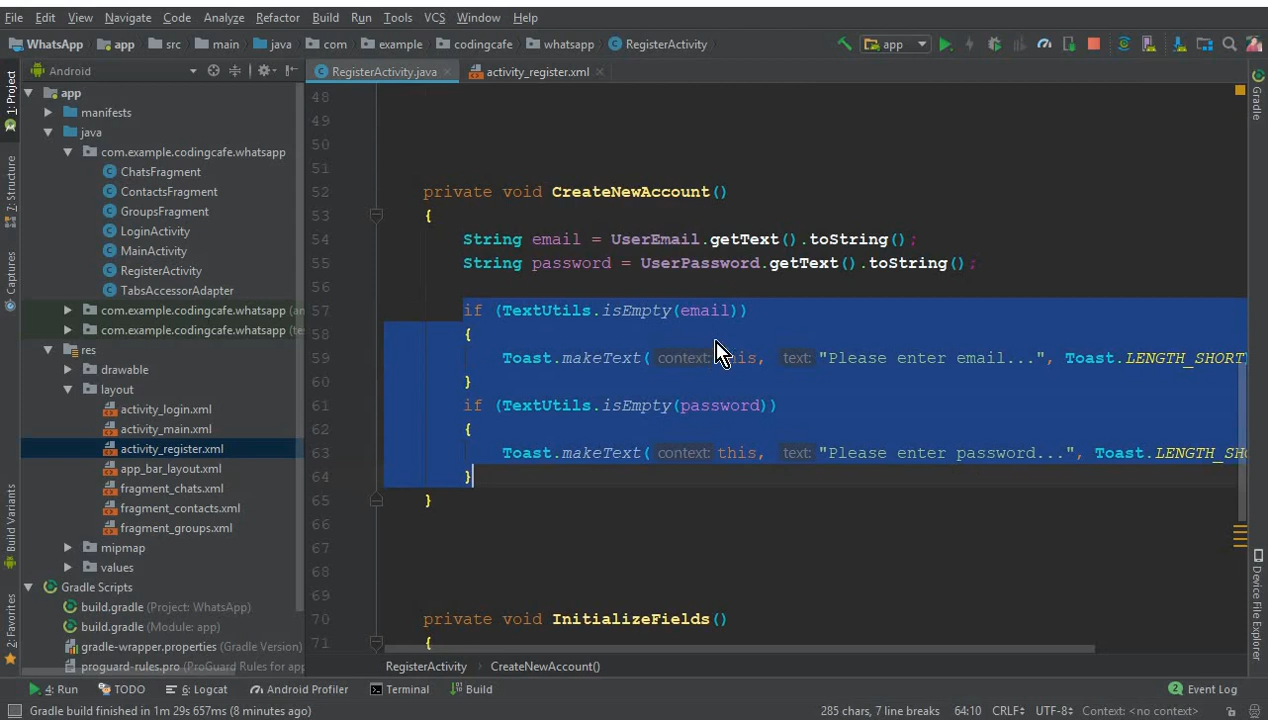 File Edit View Navigate Code Analyze Refactor Build Run Tools VCS Window Help
WhatsApp app src main java com example codingcafe whatsapp RegisterActivity app
Android RegisterActivity.java activity_register.xml
1: Project
7: Structure
Captures
Build Variants
2: Favorites
app
manifests
java
com.example.codingcafe.whatsapp
ChatsFragment
ContactsFragment
GroupsFragment
LoginActivity
MainActivity
RegisterActivity
TabsAccessorAdapter
com.example.codingcafe.whatsapp (
com.example.codingcafe.whatsapp (
res
drawable
layout
activity_login.xml
activity_main.xml
activity_register.xml
app_bar_layout.xml
fragment_chats.xml
fragment_contacts.xml
fragment_groups.xml
mipmap
values
Gradle Scripts
build.gradle (Project: WhatsApp)
build.gradle (Module: app)
gradle-wrapper.properties (Gradle Version)
proguard-rules.pro (ProGuard Rules for app
48
49
50
51
52 private void CreateNewAccount()
53 {
54 String email = UserEmail.getText().toString();
55 String password = UserPassword.getText().toString();
56
57 if (TextUtils.isEmpty(email))
58 {
59 Toast.makeText( context: this, text: "Please enter email...", Toast.LENGTH_SHORT
60 }
61 if (TextUtils.isEmpty(password))
62 {
63 Toast.makeText( context: this, text: "Please enter password...", Toast.LENGTH_SHO
64 }
65 }
66
67
68
69
70 private void InitializeFields()
71 {
RegisterActivity CreateNewAccount()
Gradle
Device File Explorer
4: Run TODO 6: Logcat Android Profiler Terminal Build 2 Event Log
Gradle build finished in 1m 29s 657ms (8 minutes ago) 285 chars, 7 line breaks 64:10 CRLF UTF-8 Context: <no context>